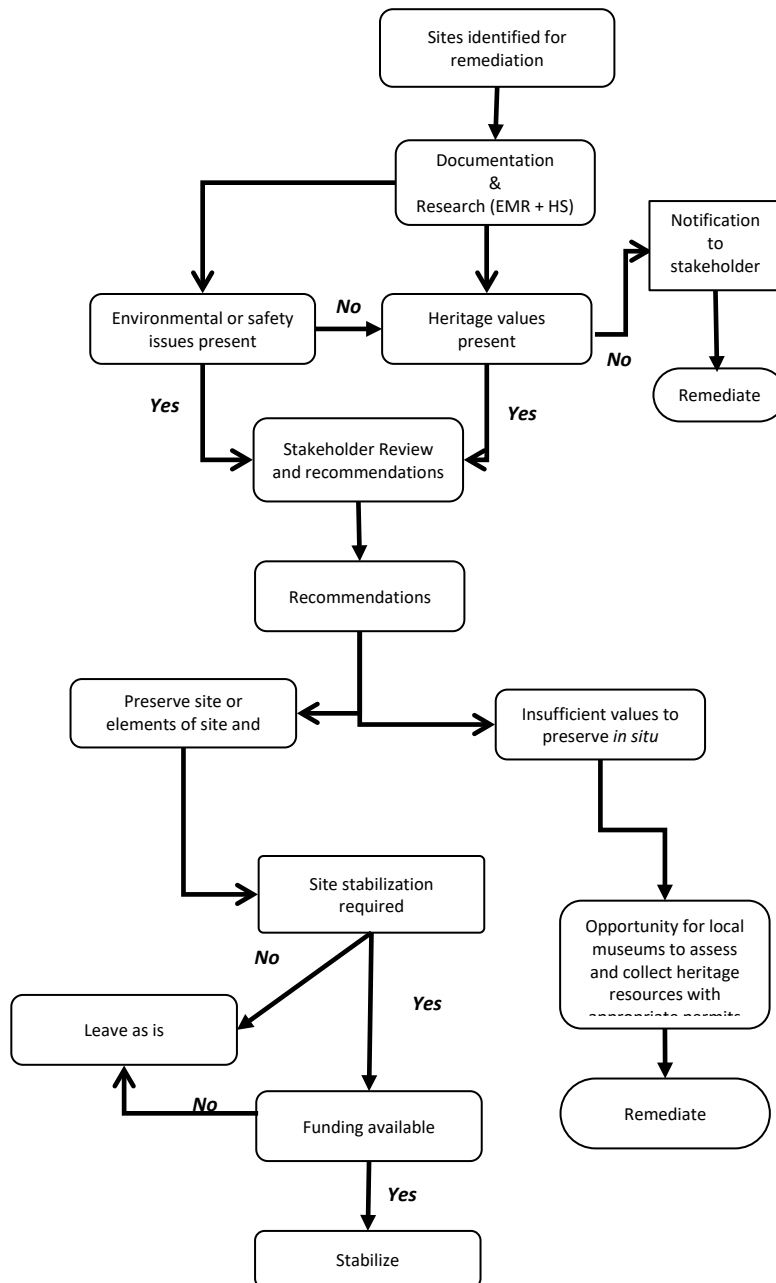 Sites identified for
remediation
Documentation
&
Research (EMR + HS)
Notification
to
stakeholder
Environmental or safety
issues present
No
Heritage values
present
No
Remediate
Yes
Yes
Stakeholder Review
and recommendations
Recommendations
Preserve site or
elements of site and
Insufficient values to
preserve in situ
Site stabilization
required
Opportunity for local
museums to assess
and collect heritage
resources with
appropriate permits
No
Yes
Leave as is
No
Funding available
Remediate
Yes
Stabilize